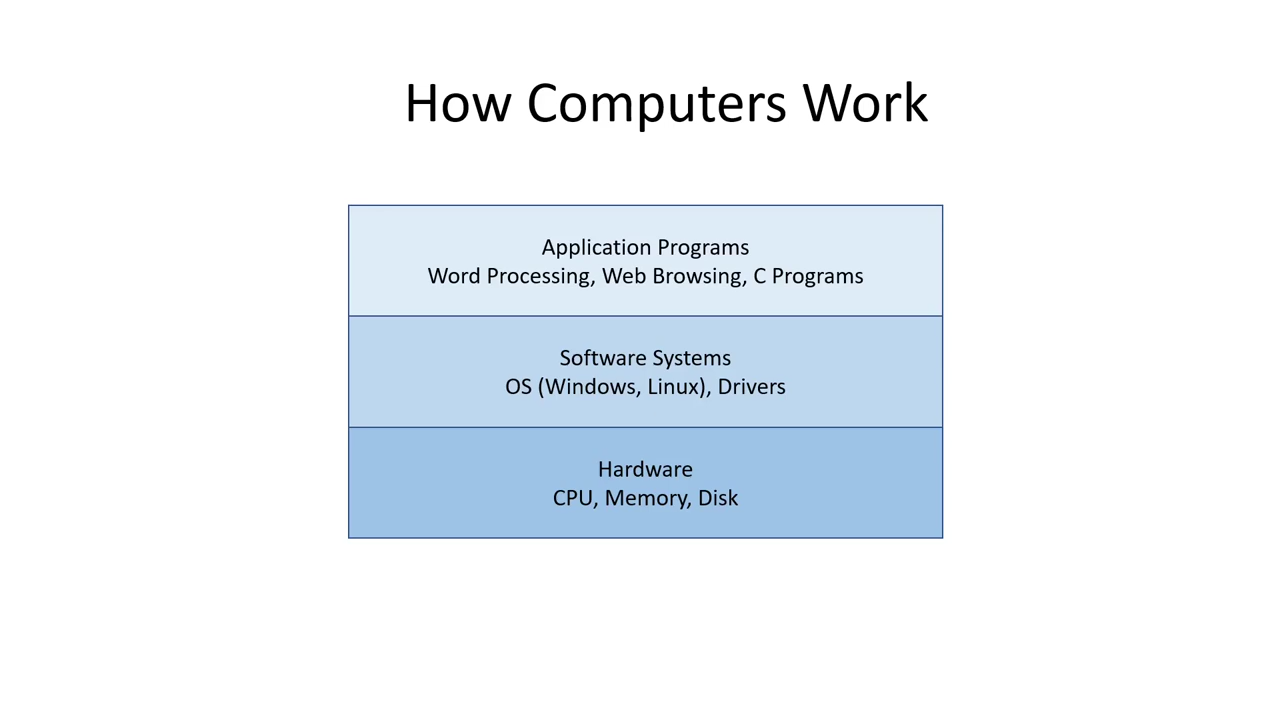 How Computers Work
Application Programs
Word Processing, Web Browsing, C Programs
Software Systems
OS (Windows, Linux), Drivers
Hardware
CPU, Memory, Disk